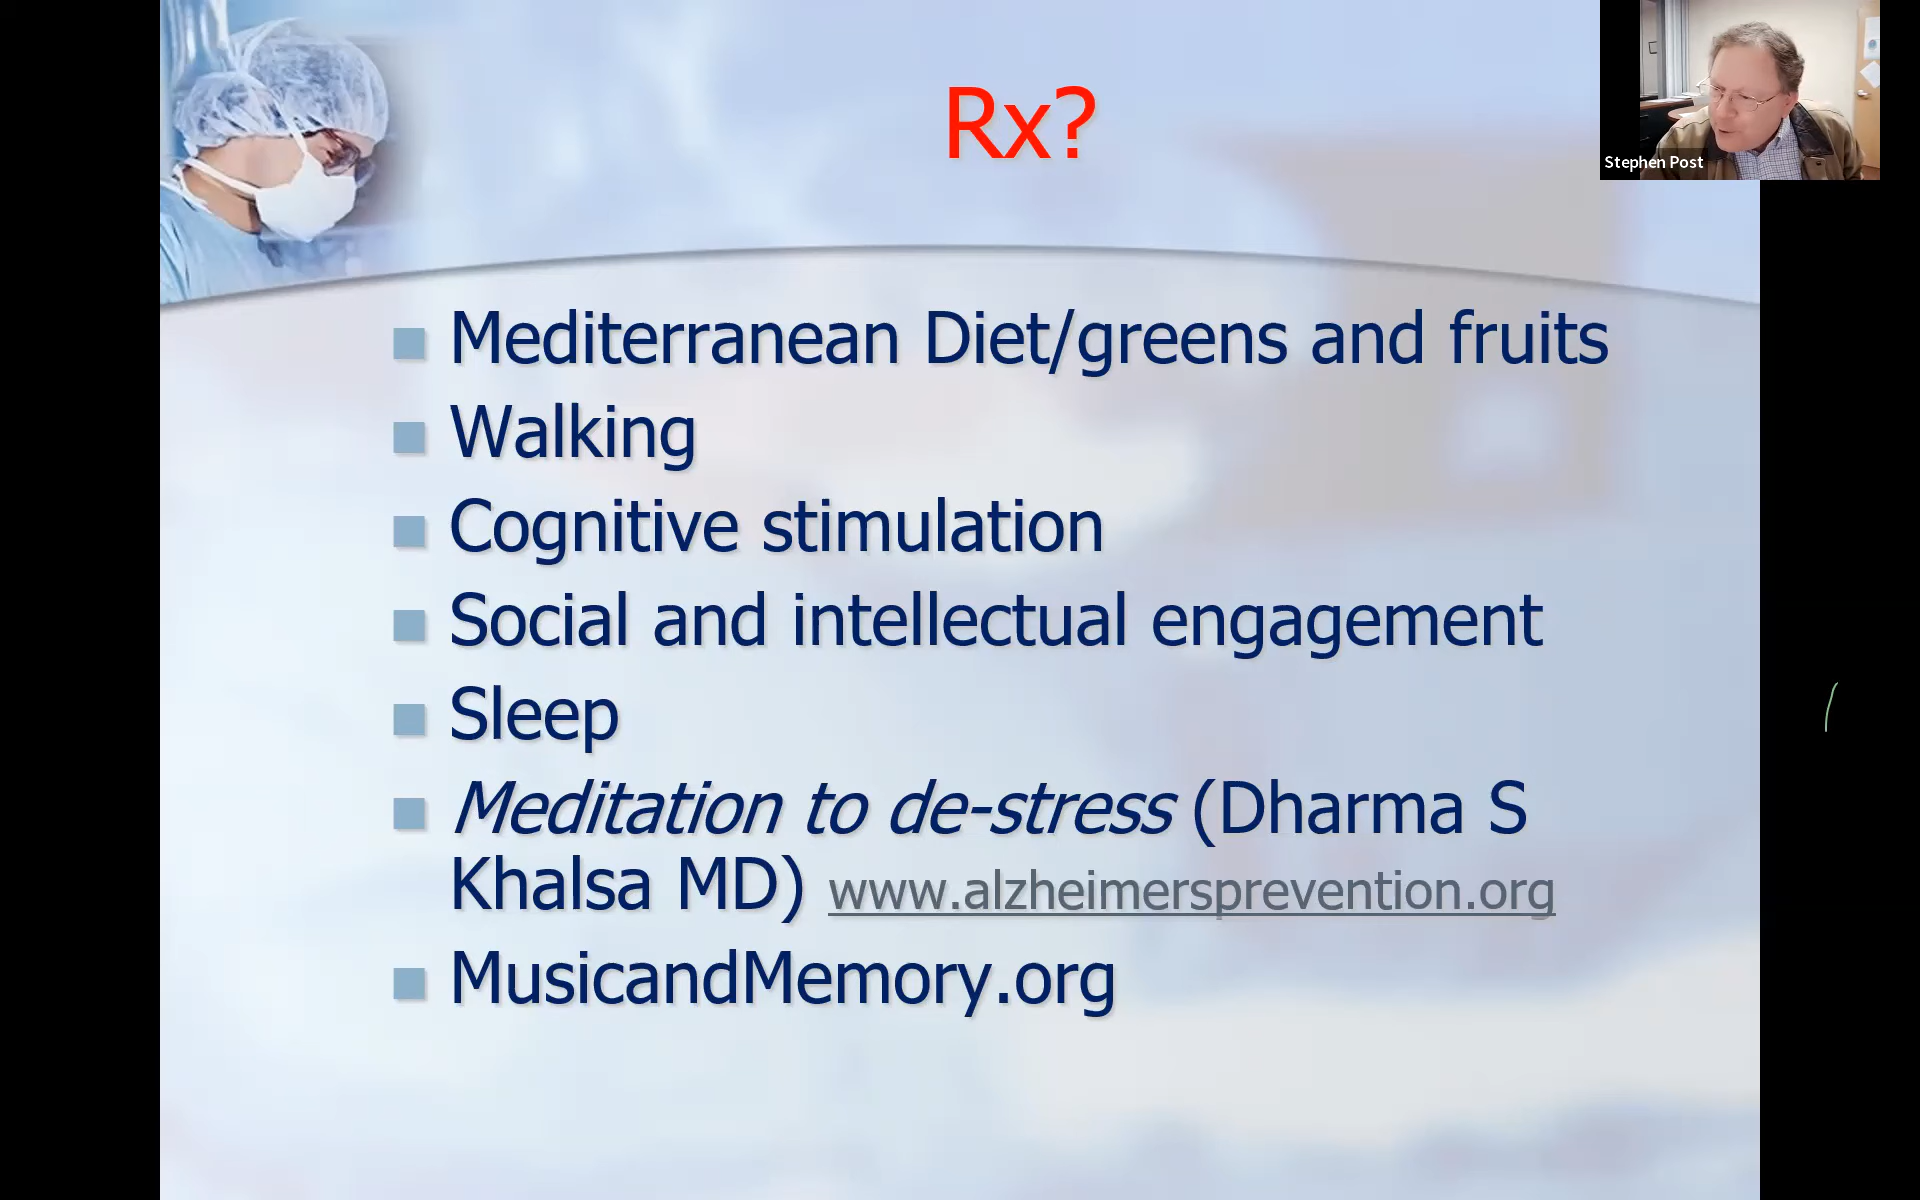 Rx?
Stephen Post
Mediterranean Diet/greens and fruits
Walking
Cognitive stimulation
Social and intellectual engagement
Sleep
Meditation to de-stress (Dharma S
Khalsa MD) www.alzheimersprevention.org
MusicandMemory.org